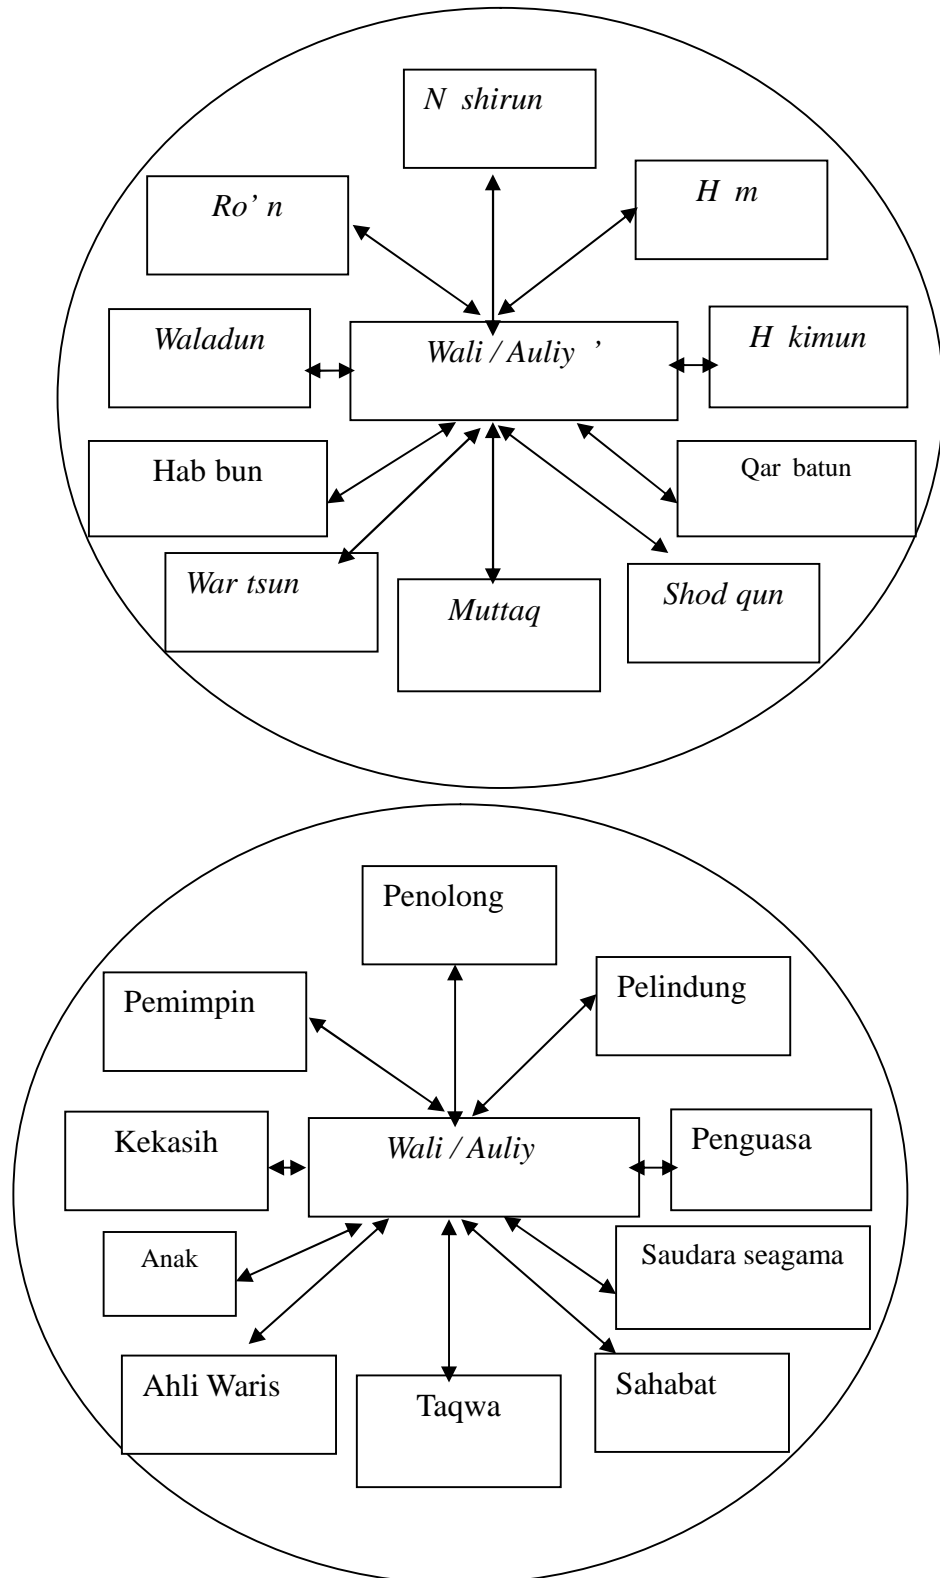 N shirun
H m
Ro’ n
Waladun
Wali / Auliy ’
H kimun
Hab bun
Qar batun
War tsun
Muttaq
Shod qun
Penolong
Pelindung
Pemimpin
Kekasih
Wali / Auliy
Penguasa
Anak
Saudara seagama
Ahli Waris
Taqwa
Sahabat